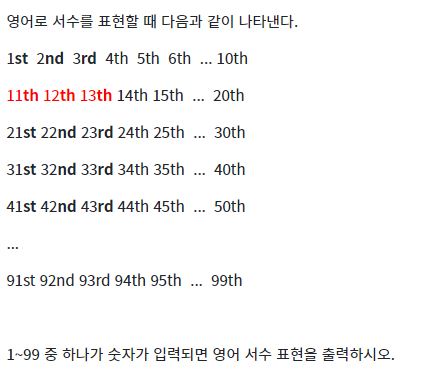 영어로 서수를 표현할 때 다음과 같이 나타낸다.
1st 2nd 3rd 4th 5th 6th ... 10th
11th 12th 13th 14th 15th ... 20th
21st 22nd 23rd 24th 25th ... 30th
31st 32nd 33rd 34th 35th ... 40th
41st 42nd 43rd 44th 45th ... 50th
...
91st 92nd 93rd 94th 95th ... 99th
1~99 중 하나가 숫자가 입력되면 영어 서수 표현을 출력하시오.